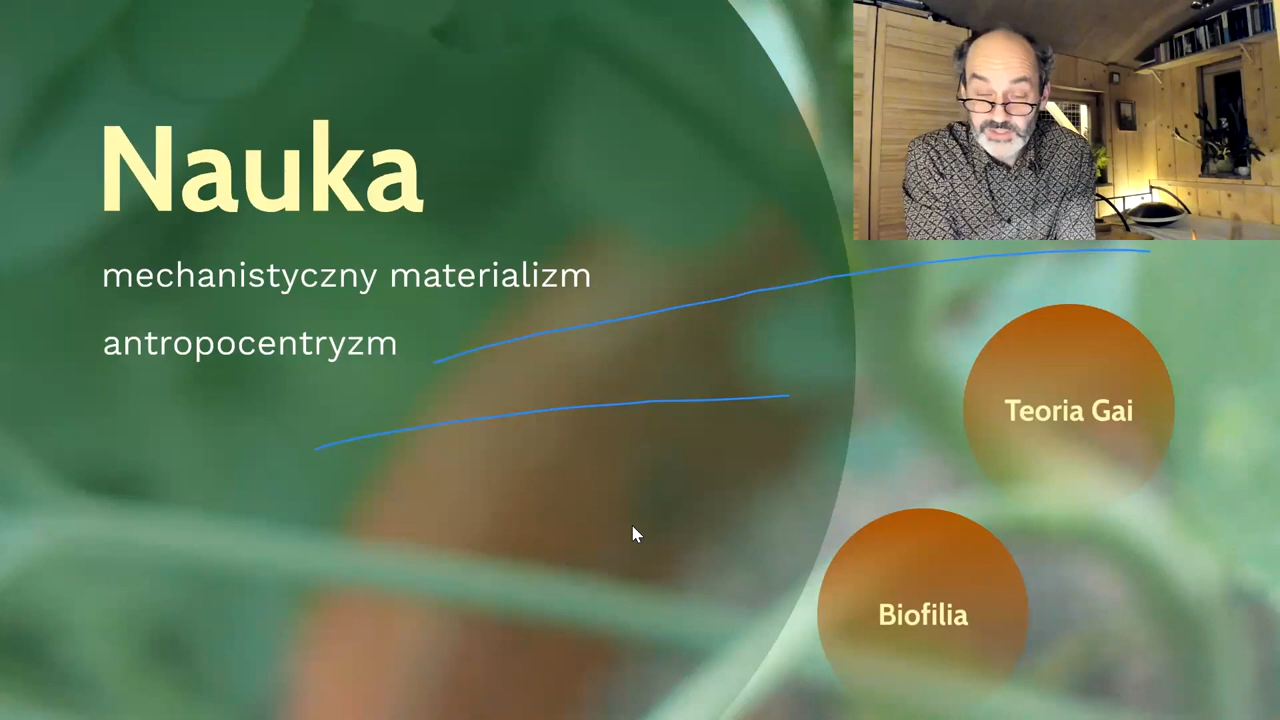 Nauka
mechanistyczny materializm
antropocentryzm
Teoria Gai
Biofilia